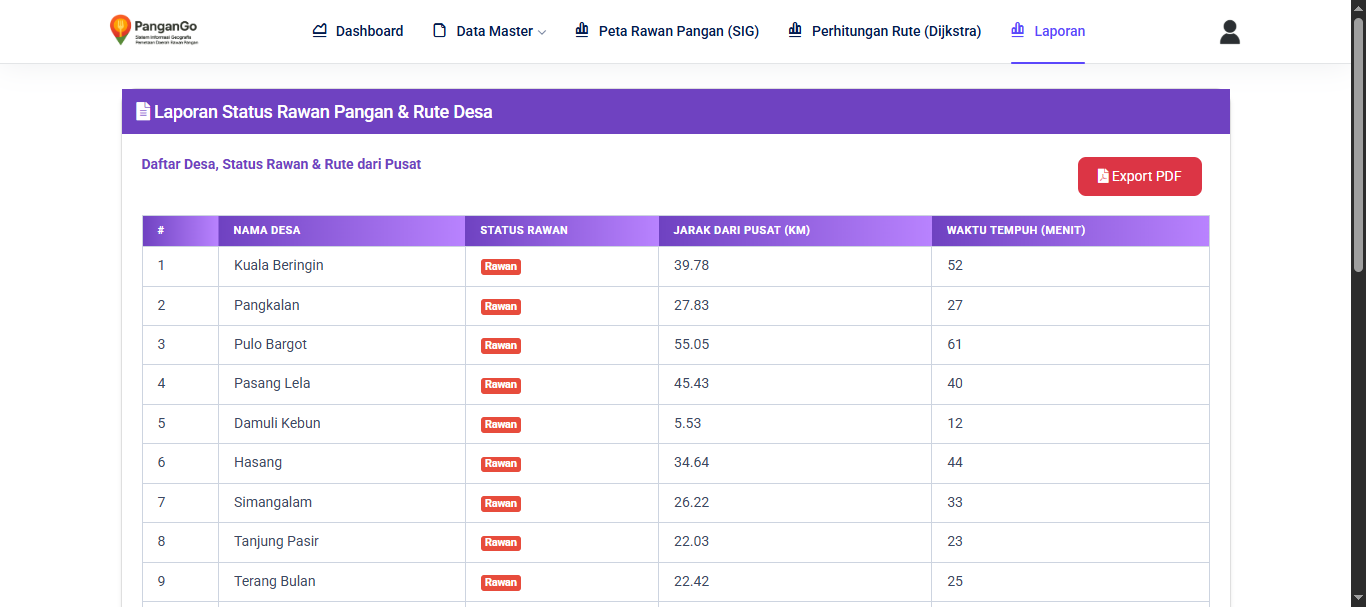 PanganGo
Sistem Informasi Geografis
Pemetaan Daerah Rawan Pangan
Dashboard
Data Master
Peta Rawan Pangan (SIG)
Perhitungan Rute (Dijkstra)
Laporan
Laporan Status Rawan Pangan & Rute Desa
Daftar Desa, Status Rawan & Rute dari Pusat
Export PDF
# NAMA DESA STATUS RAWAN JARAK DARI PUSAT (KM) WAKTU TEMPUH (MENIT)
1 Kuala Beringin Rawan 39.78 52
2 Pangkalan Rawan 27.83 27
3 Pulo Bargot Rawan 55.05 61
4 Pasang Lela Rawan 45.43 40
5 Damuli Kebun Rawan 5.53 12
6 Hasang Rawan 34.64 44
7 Simangalam Rawan 26.22 33
8 Tanjung Pasir Rawan 22.03 23
9 Terang Bulan Rawan 22.42 25